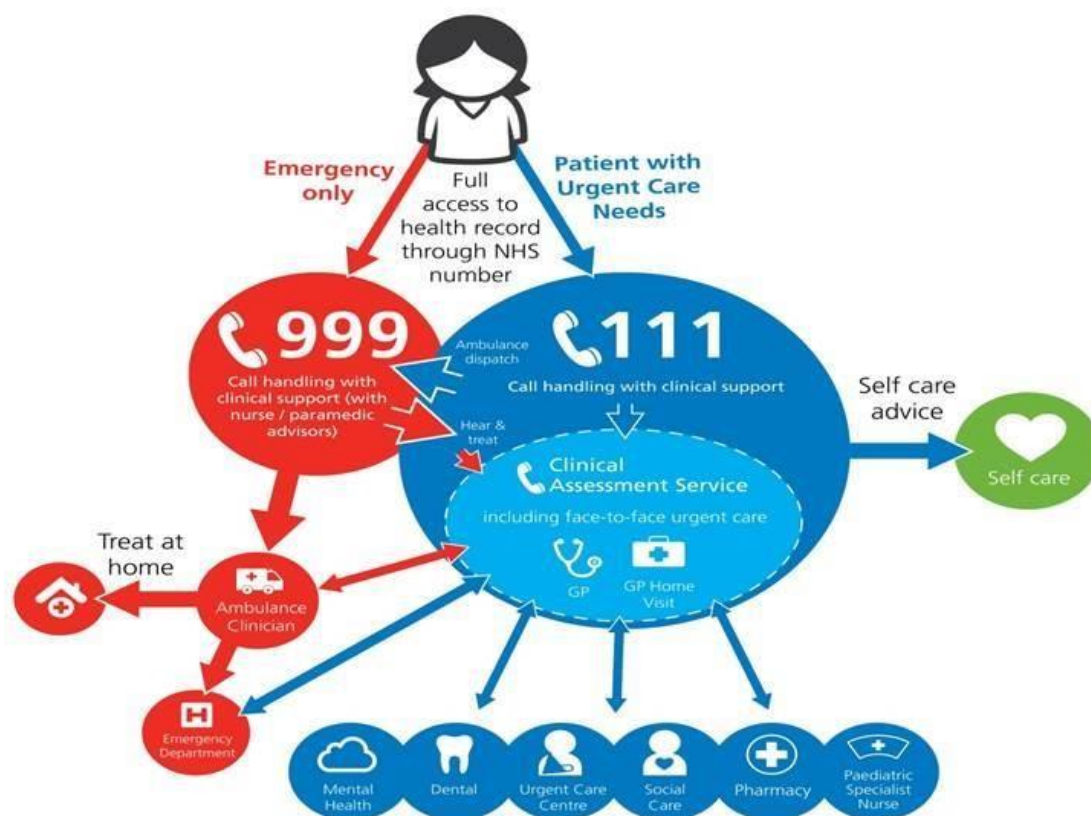 Emergency
only
Patient with
Urgent Care
Needs
Full
access to
health record
through NHS
number
999
Call handling with
clinical support (with
nurse / paramedic
advisors)
Ambulance
dispatch
111
Call handling with clinical support
Hear &
treat
Clinical
Assessment Service
including face-to-face urgent care
GP
GP Home
Visit
Self care
advice
Self care
Treat at
home
Ambulance
Clinician
H
Emergency
Department
Mental
Health
Dental
Urgent Care
Centre
Social
Care
Pharmacy
Paediatric
Specialist
Nurse